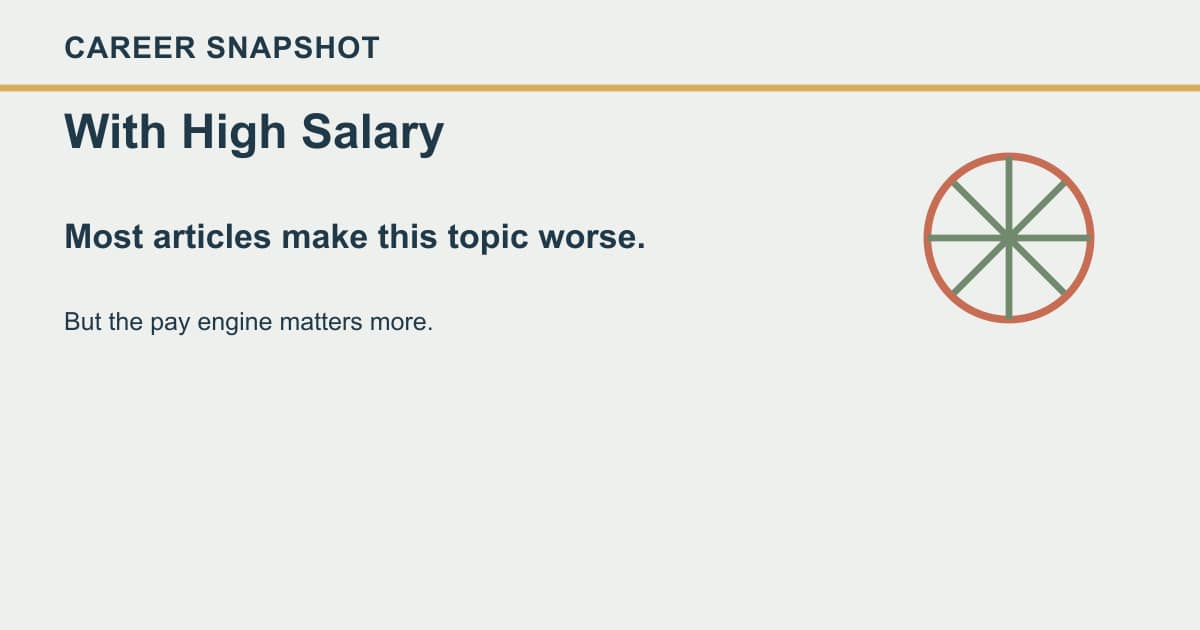 CAREER SNAPSHOT
With High Salary
Most articles make this topic worse.
But the pay engine matters more.